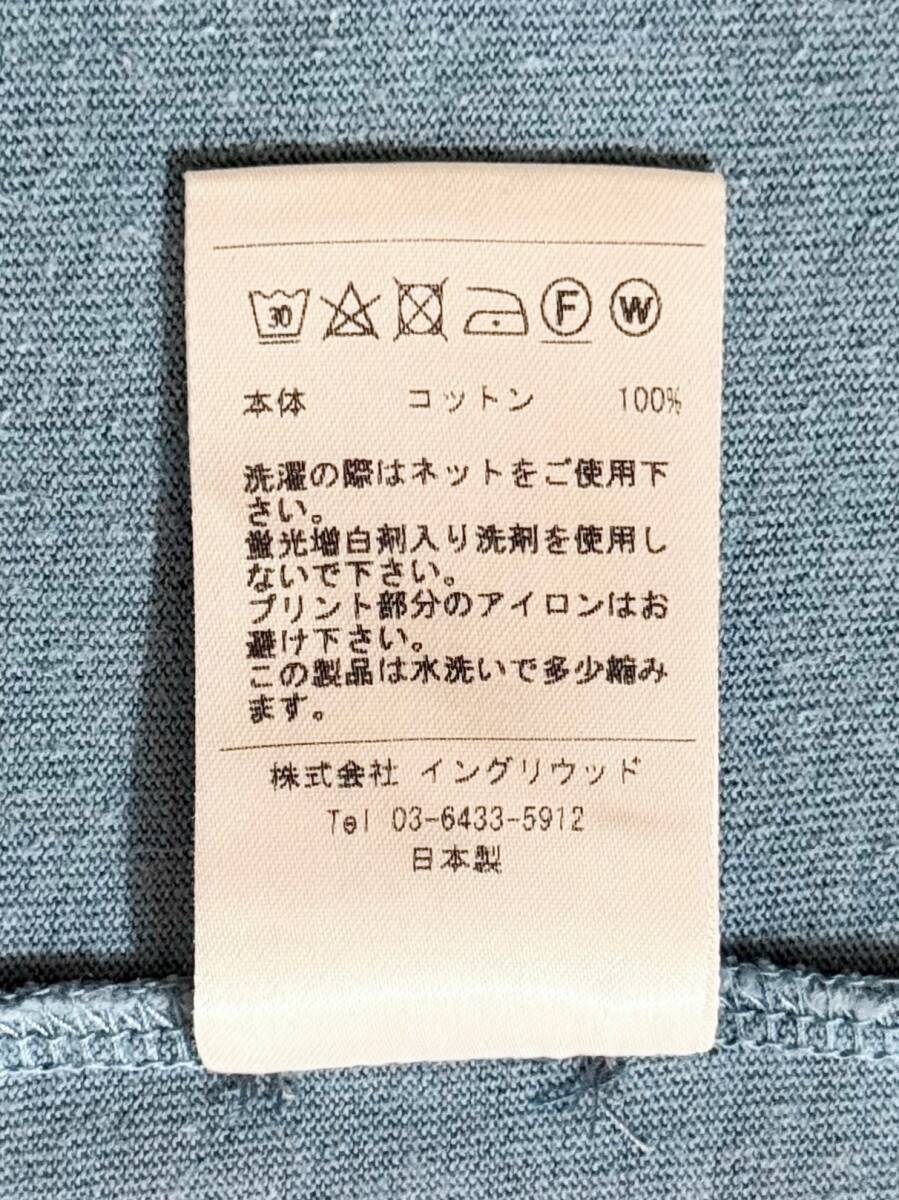 30 F W
本体 コットン 100%
洗濯の際はネットをご使用下
さい。
蛍光増白剤入り洗剤を使用し
ないで下さい。
プリント部分のアイロンはお
避け下さい。
この製品は水洗いで多少縮み
ます。
株式会社 イングリウッド
Tel 03-6433-5912
日本製